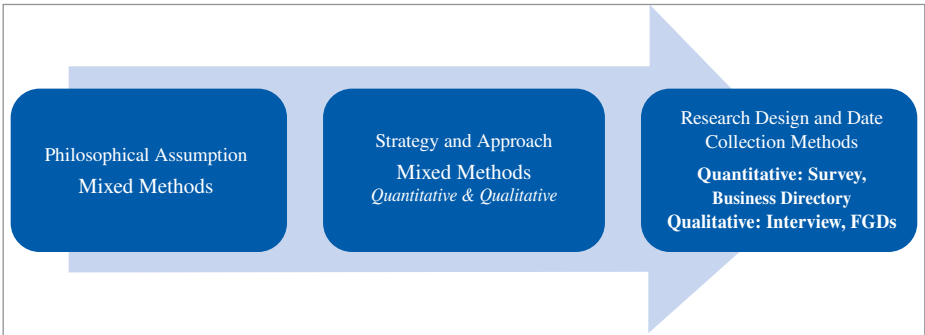 Philosophical Assumption
Mixed Methods
Strategy and Approach
Mixed Methods
Quantitative & Qualitative
Research Design and Date
Collection Methods
Quantitative: Survey,
Business Directory
Qualitative: Interview, FGDs